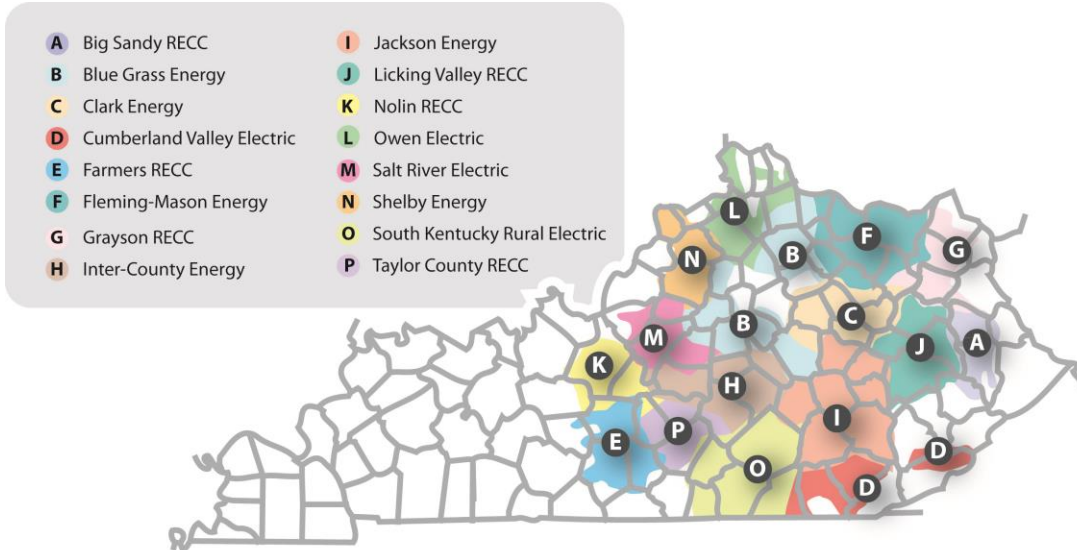 A Big Sandy RECC
B Blue Grass Energy
C Clark Energy
D Cumberland Valley Electric
E Farmers RECC
F Fleming-Mason Energy
G Grayson RECC
H Inter-County Energy
I Jackson Energy
J Licking Valley RECC
K Nolin RECC
L Owen Electric
M Salt River Electric
N Shelby Energy
O South Kentucky Rural Electric
P Taylor County RECC
L
F
B
G
N
C
B
M
A
J
K
H
I
P
E
D
O
D